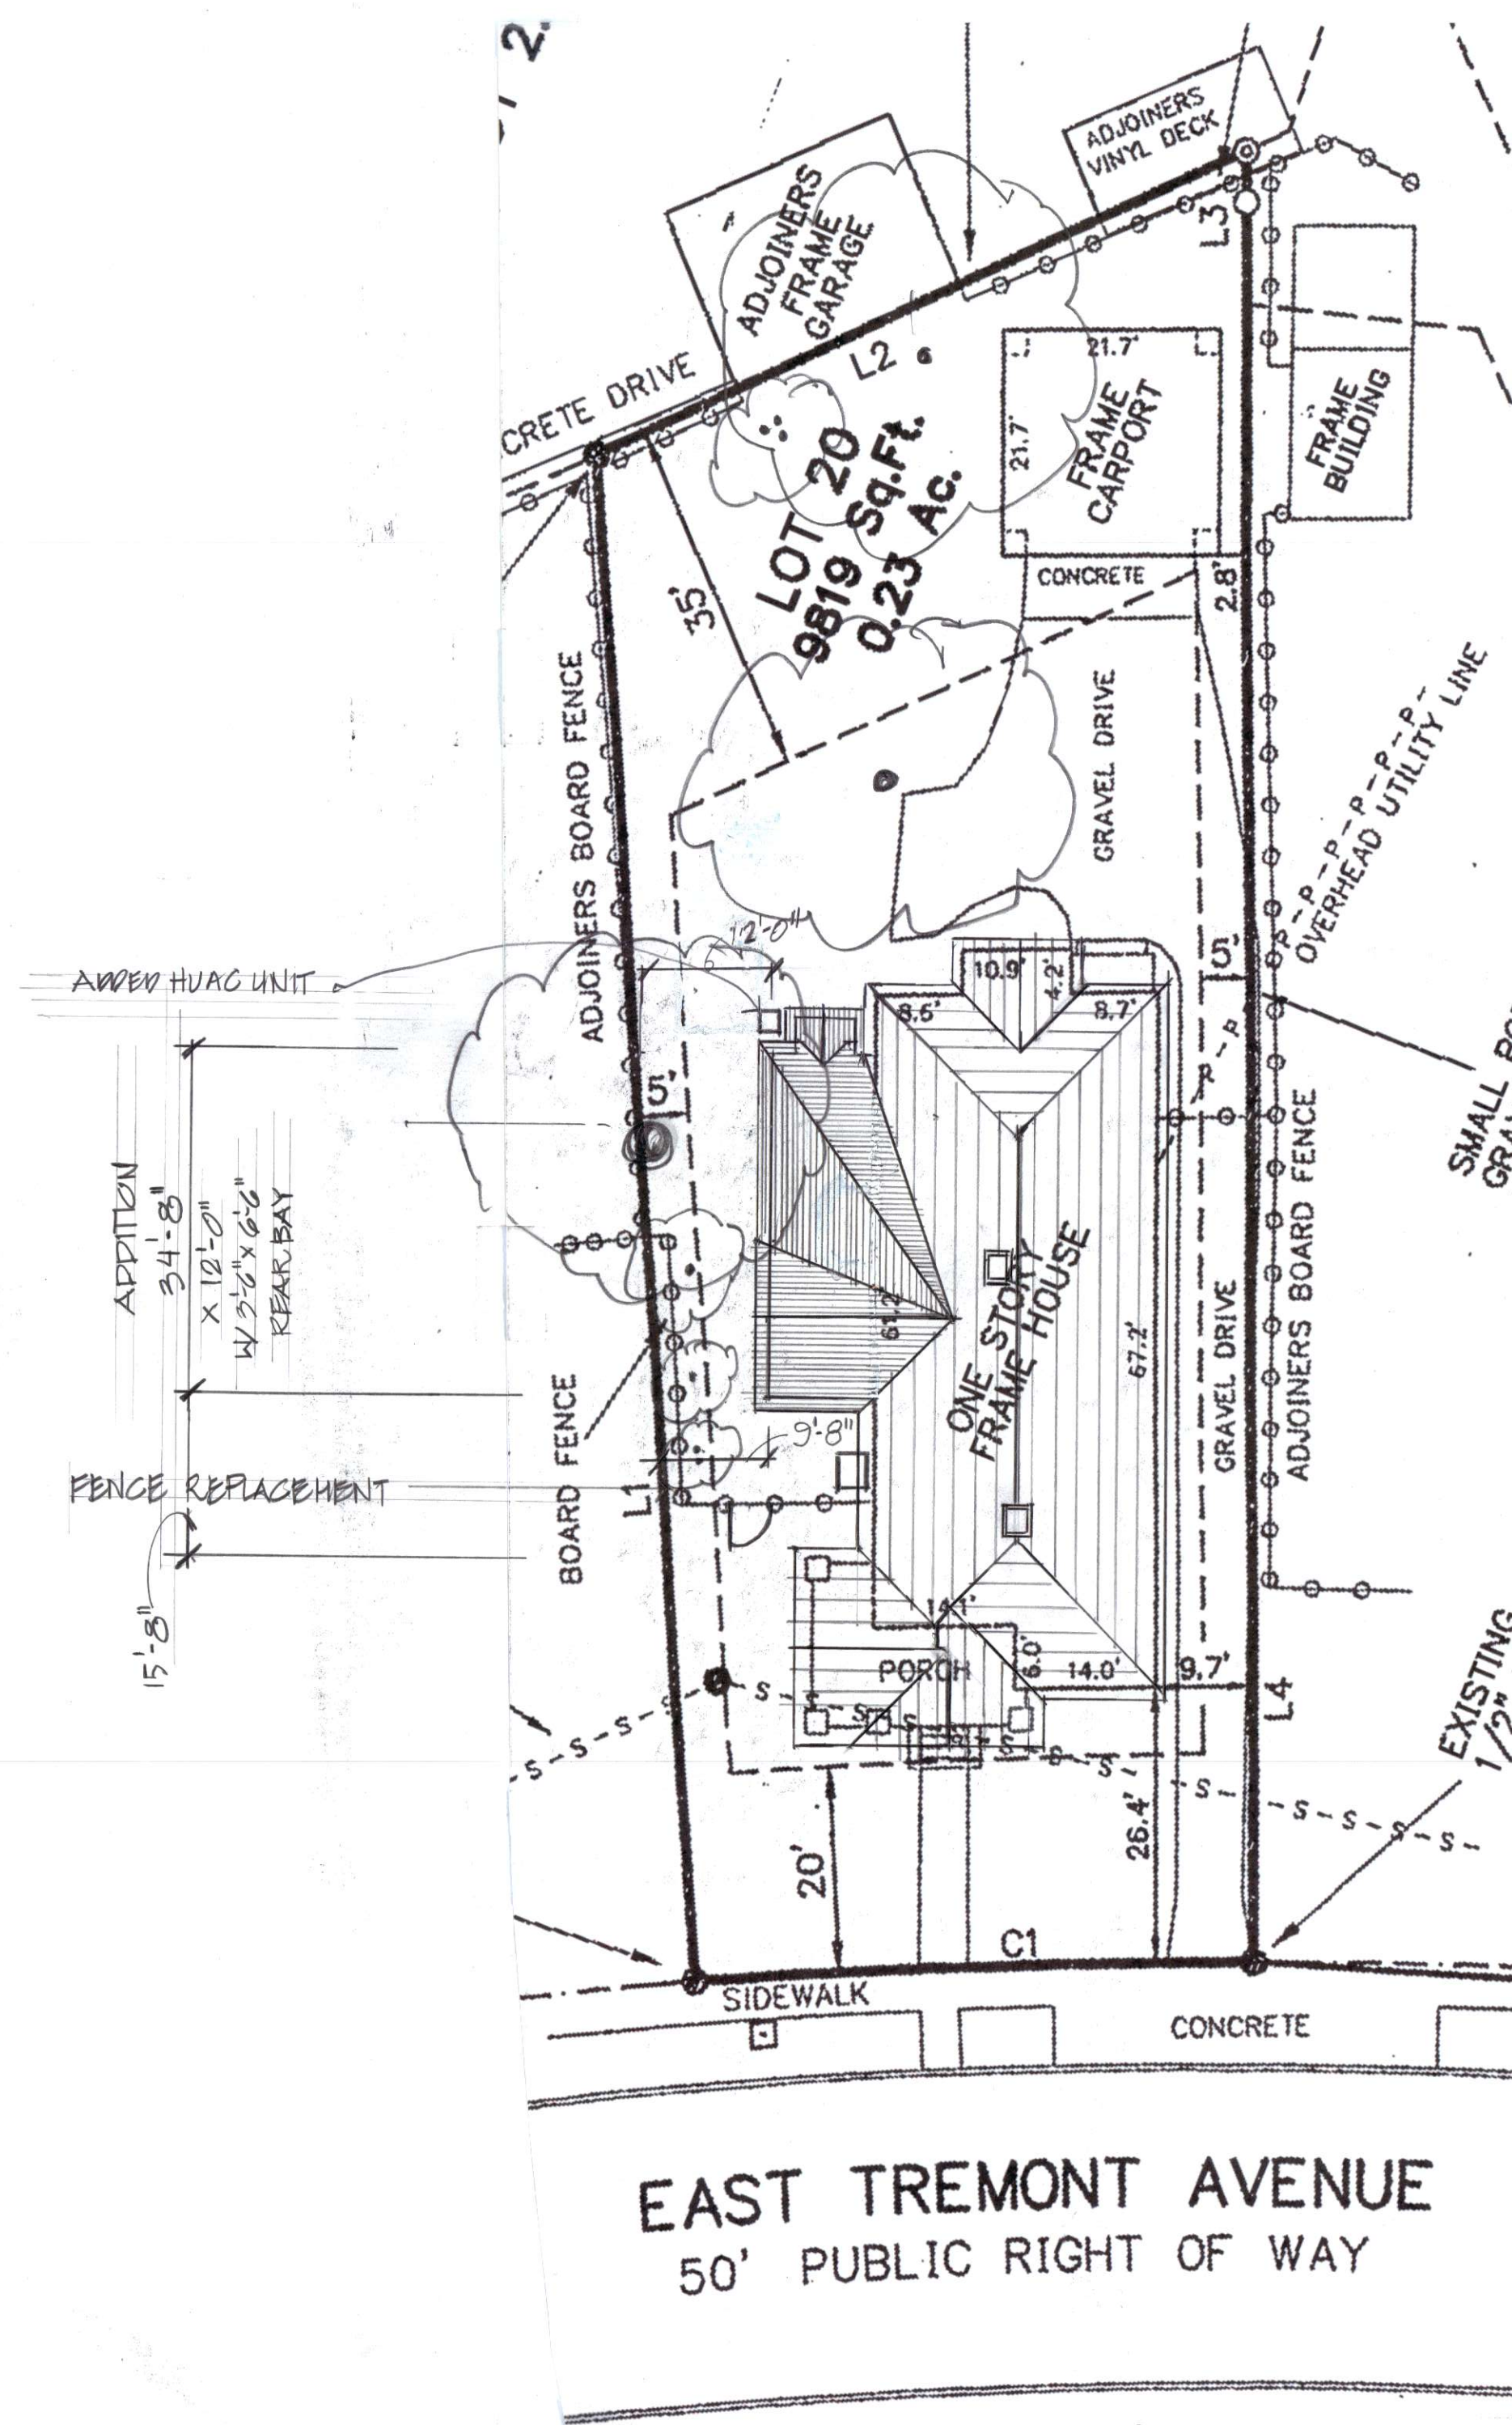 2.
ADJOINERS
VINYL DECK
ADJOINERS
FRAME
GARAGE
L3
CRETE DRIVE
L2
21.7'
21.7'
FRAME
CARPORT
FRAME
BUILDING
LOT 20
9819 Sq.Ft.
0.23 Ac.
35'
CONCRETE
2.8'
ADJOINERS BOARD FENCE
GRAVEL DRIVE
P-P-P-P-P-P-
OVERHEAD UTILITY LINE
12'-0"
ADDED HVAC UNIT
5'
10.9'
4.2'
8.5'
8.7'
P-P
5'
SMALL
ADDITION
34'-8"
X 12'-0"
W/ 3'-6" X 6'-6"
REAR BAY
61.2'
ONE STORY
FRAME HOUSE
67.2'
GRAVEL DRIVE
ADJOINERS BOARD FENCE
9'-8"
BOARD FENCE
L1
FENCE REPLACEMENT
15'-8"
14.1'
PORCH
6.0'
14.0'
9.7'
L4
EXISTING
1/2"
S-S-S-S
S
S
S
S
S
S
S
S-S-S-S-S-
20'
26.4'
C1
SIDEWALK
CONCRETE
EAST TREMONT AVENUE
50' PUBLIC RIGHT OF WAY